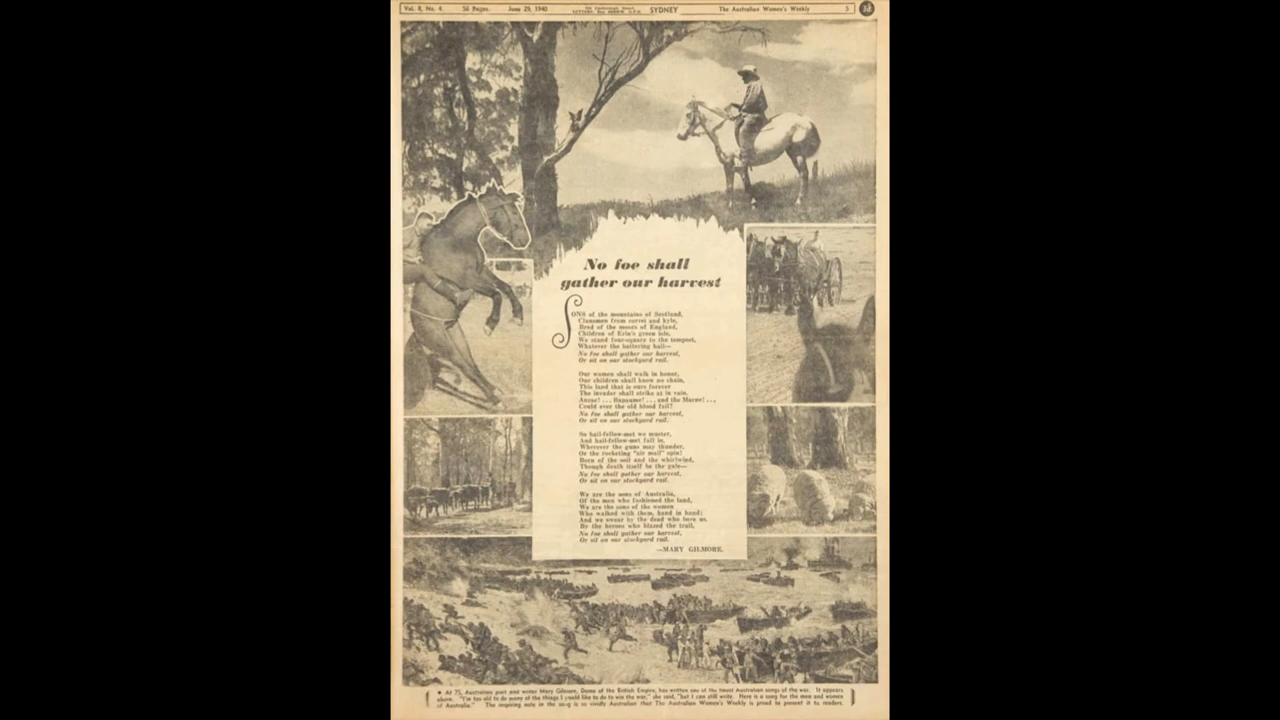 Vol. 8, No. 4. 56 Pages. June 29, 1940 SYDNEY The Australian Women's Weekly 5
No foe shall
gather our harvest
SONS of the mountains of Scotland,
Clansmen from correi and kyle,
Bred of the moors of England,
Children of Erin's green isle,
We stand four-square to the tempest,
Whatever the battering hail—
No foe shall gather our harvest,
Or sit on our stockyard rail.
Our women shall walk in honor,
Our children shall know no chain,
This land that is ours forever
The invader shall strike at in vain.
Anzac! . . . Bapaume! . . . and the Marne! . . .
Could ever the old blood fail?
No foe shall gather our harvest,
Or sit on our stockyard rail.
So hail-fellow-met we muster,
And hail-fellow-met fall in,
Wherever the guns may thunder,
Or the rocketing "air mail" spin!
Born of the soil and the whirlwind,
Though death itself be the gale—
No foe shall gather our harvest,
Or sit on our stockyard rail.
We are the sons of Australia,
Of the men who fashioned the land,
We are the sons of the women
Who walked with them, hand in hand;
And we swear by the dead who bore us,
By the heroes who blazed the trail,
No foe shall gather our harvest,
Or sit on our stockyard rail.
—MARY GILMORE.
● At 75, Australian poet and writer Mary Gilmore, Dame of the British Empire, has written one of the finest Australian songs of the war. It appears
above. "I'm too old to do many of the things I would like to do to win the war," she said, "but I can still write. Here is a song for the men and women
of Australia." The inspiring note in the song is so vividly Australian that The Australian Women's Weekly is proud to present it to readers.